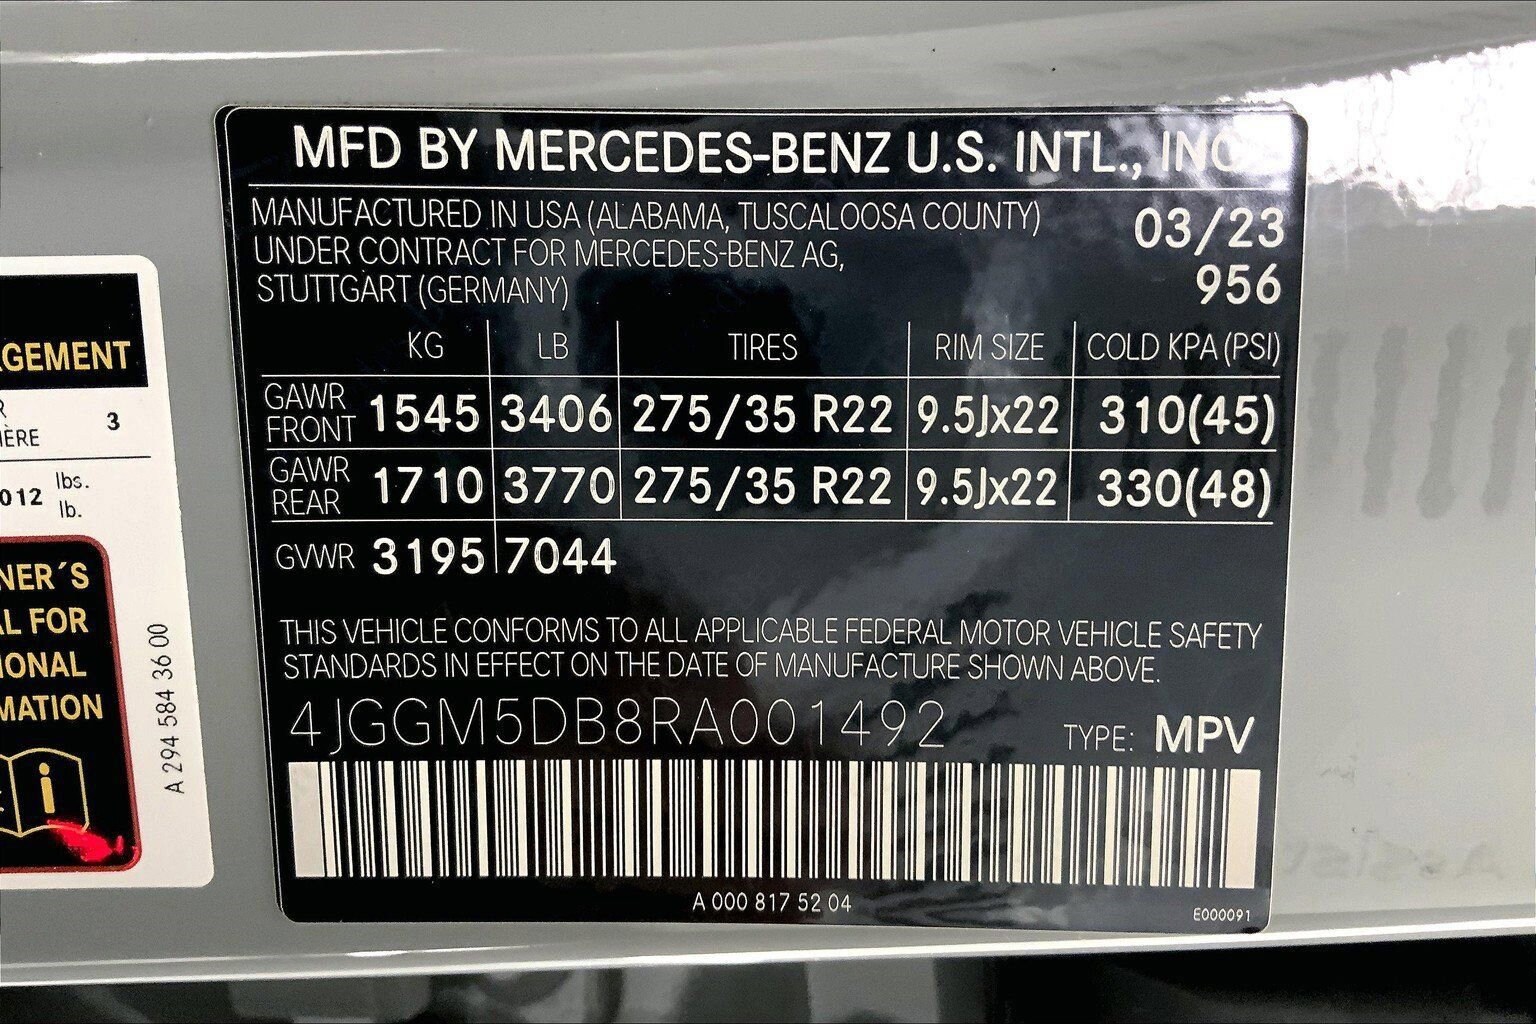 MFD BY MERCEDES-BENZ U.S. INTL., INC.
MANUFACTURED IN USA (ALABAMA, TUSCALOOSA COUNTY)
UNDER CONTRACT FOR MERCEDES-BENZ AG,
STUTTGART (GERMANY)
03/23
956
KG LB TIRES RIM SIZE COLD KPA (PSI)
GAWR FRONT 1545 3406 275/35 R22 9.5Jx22 310(45)
GAWR REAR 1710 3770 275/35 R22 9.5Jx22 330(48)
GVWR 3195 7044
THIS VEHICLE CONFORMS TO ALL APPLICABLE FEDERAL MOTOR VEHICLE SAFETY
STANDARDS IN EFFECT ON THE DATE OF MANUFACTURE SHOWN ABOVE.
4JGGM5DB8RA001492 TYPE: MPV
A 000 817 52 04
E000091
GEMENT
R
IÈRE 3
012 lbs.
lb.
NER´S
AL FOR
IONAL
MATION
i
A 294 584 36 00